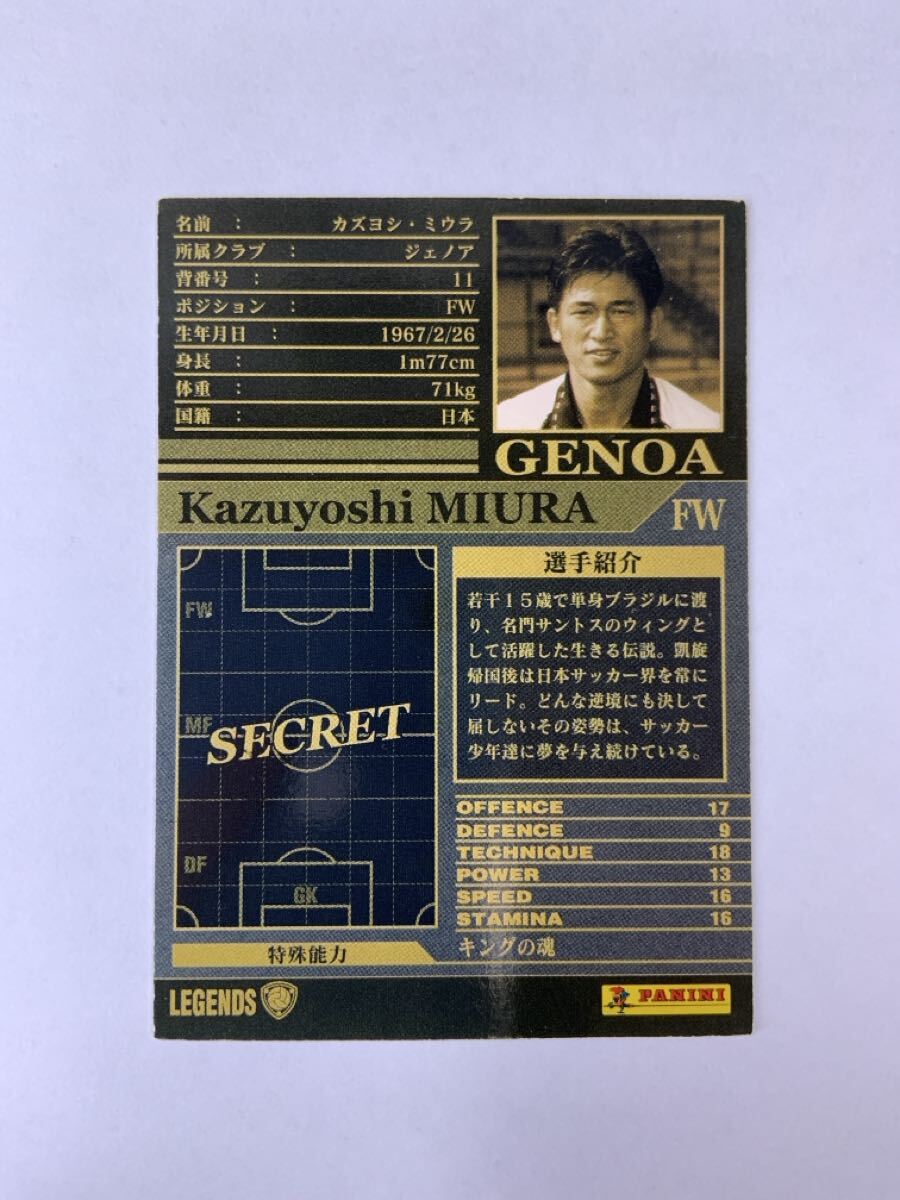 名前 : カズヨシ・ミウラ
所属クラブ : ジェノア
背番号 : 11
ポジション : FW
生年月日 : 1967/2/26
身長 : 1m77cm
体重 : 71kg
国籍 : 日本
GENOA
Kazuyoshi MIURA FW
FW
MF
SECRET
DF
GK
選手紹介
若干15歳で単身ブラジルに渡
り、名門サントスのウィングと
して活躍した生きる伝説。凱旋
帰国後は日本サッカー界を常に
リード。どんな逆境にも決して
屈しないその姿勢は、サッカー
少年達に夢を与え続けている。
OFFENCE 17
DEFENCE 9
TECHNIQUE 18
POWER 13
SPEED 16
STAMINA 16
特殊能力 キングの魂
LEGENDS
PANINI